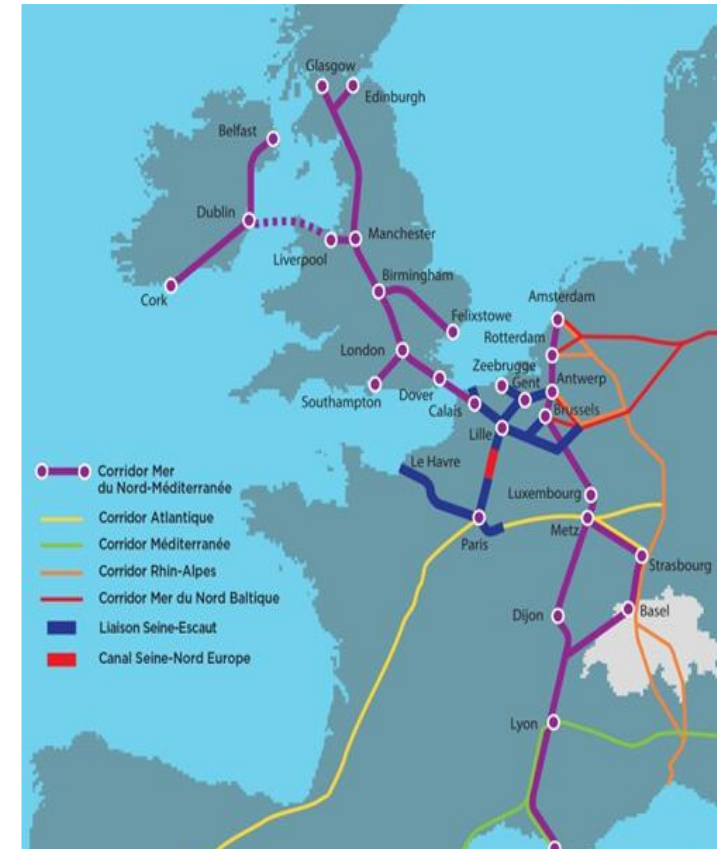 Glasgow
Edinburgh
Belfast
Dublin
Manchester
Liverpool
Cork
Birmingham
Felixstowe
Amsterdam
Rotterdam
London
Zeebrugge
Gent
Antwerp
Southampton
Dover
Calais
Brussels
Lille
Le Havre
Luxembourg
Paris
Metz
Strasbourg
Dijon
Basel
Lyon
Corridor Mer
du Nord-Méditerranée
Corridor Atlantique
Corridor Méditerranée
Corridor Rhin-Alpes
Corridor Mer du Nord Baltique
Liaison Seine-Escaut
Canal Seine-Nord Europe